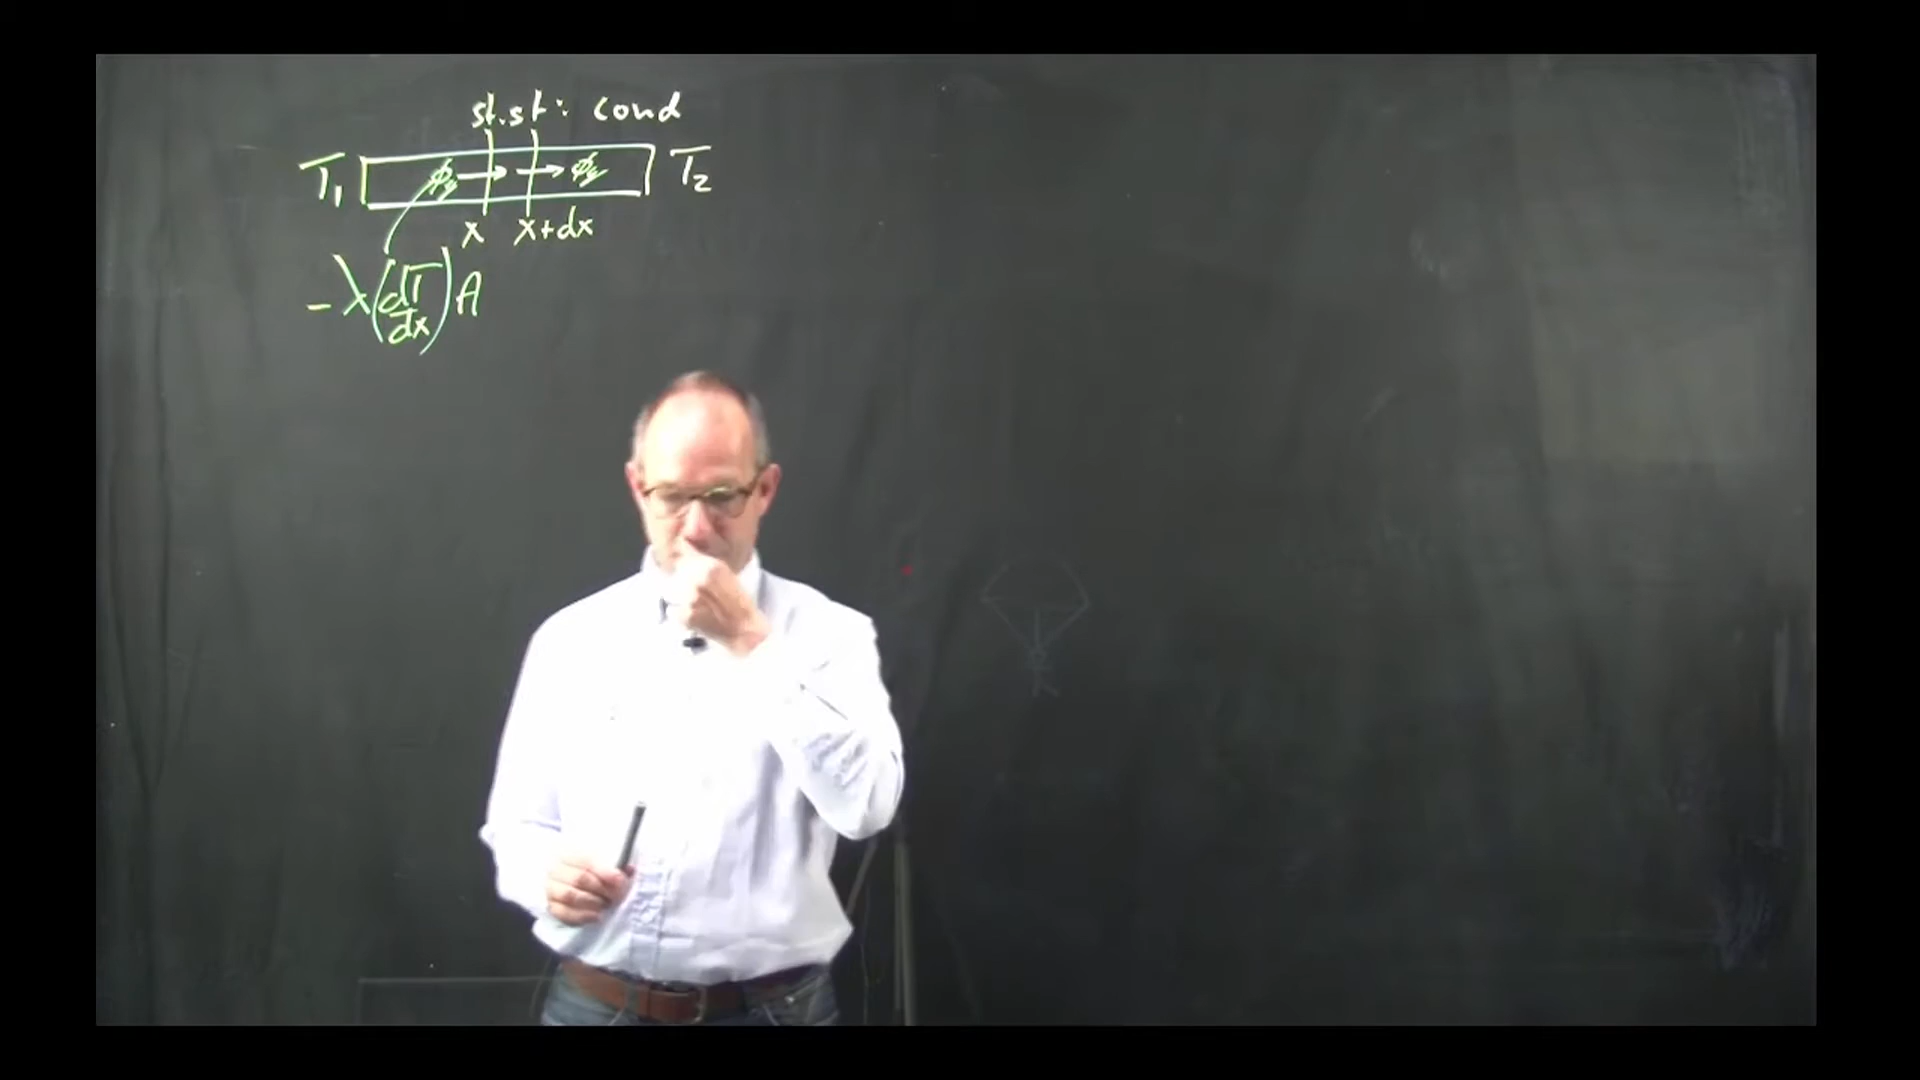 st.st: cond
T₁ ϕq → → ϕq T₂
x x+dx
-λ(dT/dx)A